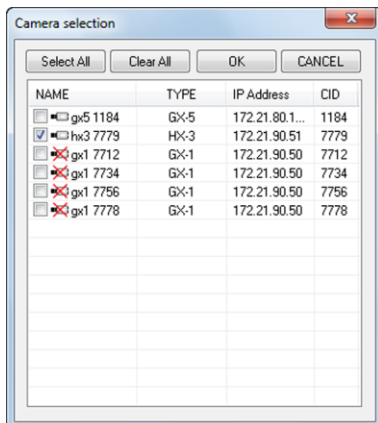 Camera selection
Select All Clear All OK CANCEL
NAME TYPE IP Address CID
gx5 1184 GX-5 172.21.80.1... 1184
hx3 7779 HX-3 172.21.90.51 7779
gx1 7712 GX-1 172.21.90.50 7712
gx1 7734 GX-1 172.21.90.50 7734
gx1 7756 GX-1 172.21.90.50 7756
gx1 7778 GX-1 172.21.90.50 7778